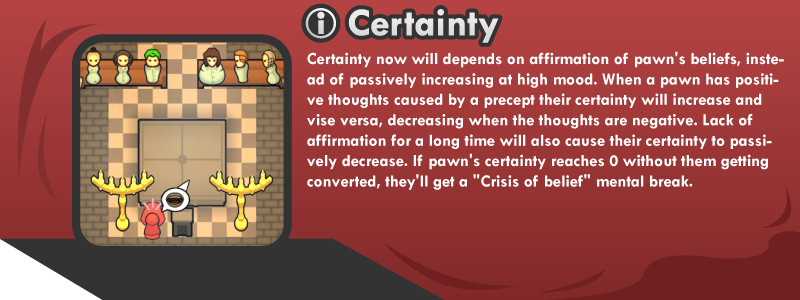 Certainty
Certainty now will depends on affirmation of pawn's beliefs, inste-
ad of passively increasing at high mood. When a pawn has positi-
ve thoughts caused by a precept their certainty will increase and
vise versa, decreasing when the thoughts are negative. Lack of
affirmation for a long time will also cause their certainty to passi-
vely decrease. If pawn's certainty reaches 0 without them getting
converted, they'll get a "Crisis of belief" mental break.